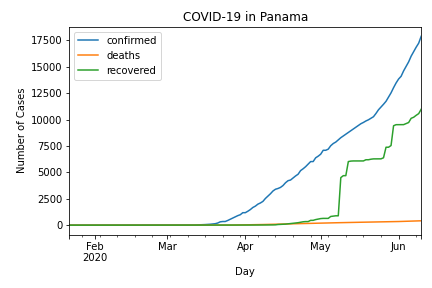 COVID-19 in Panama
confirmed
deaths
recovered
Number of Cases
17500
15000
12500
10000
7500
5000
2500
0
Feb
2020
Mar
Apr
May
Jun
Day